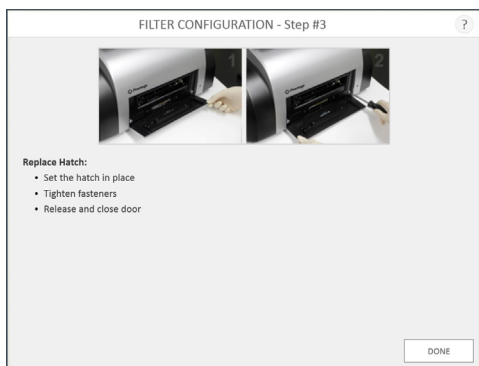 FILTER CONFIGURATION - Step #3
?
1
2
Replace Hatch:
• Set the hatch in place
• Tighten fasteners
• Release and close door
DONE